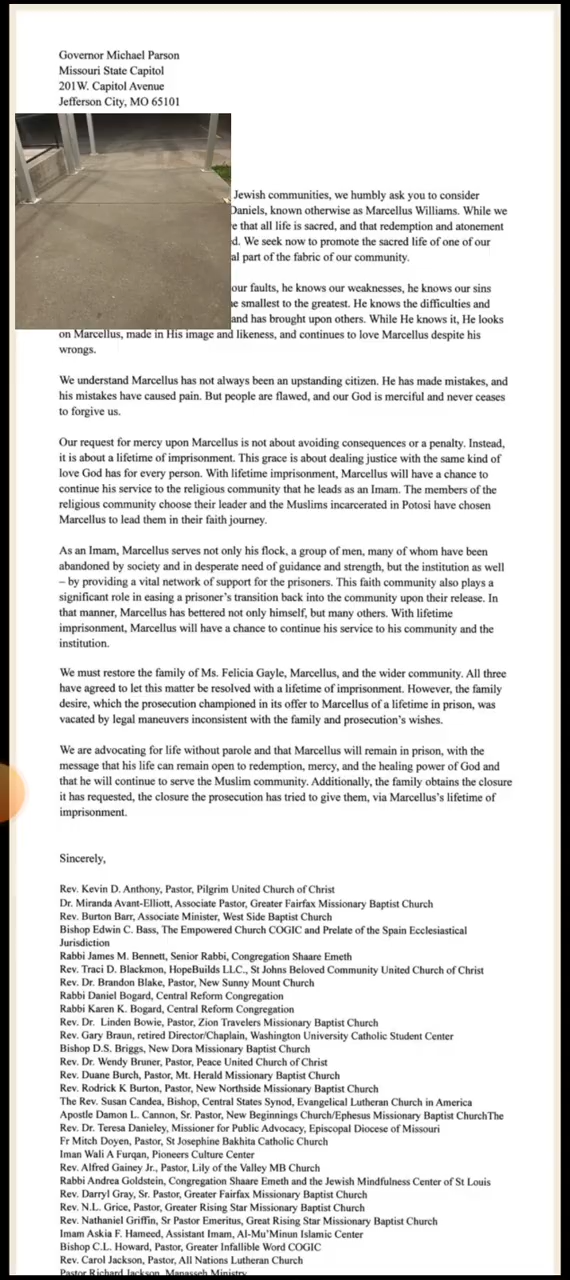 Governor Michael Parson
Missouri State Capitol
201W. Capitol Avenue
Jefferson City, MO 65101
Jewish communities, we humbly ask you to consider
Daniels, known otherwise as Marcellus Williams. While we
that all life is sacred, and that redemption and atonement
We seek now to promote the sacred life of one of our
part of the fabric of our community.
our faults, he knows our weaknesses, he knows our sins
smallest to the greatest. He knows the difficulties and
and has brought upon others. While He knows it, He looks
on Marcellus, made in His image and likeness, and continues to love Marcellus despite his
wrongs.
We understand Marcellus has not always been an upstanding citizen. He has made mistakes, and
his mistakes have caused pain. But people are flawed, and our God is merciful and never ceases
to forgive us.
Our request for mercy upon Marcellus is not about avoiding consequences or a penalty. Instead,
it is about a lifetime of imprisonment. This grace is about dealing justice with the same kind of
love God has for every person. With lifetime imprisonment, Marcellus will have a chance to
continue his service to the religious community that he leads as an Imam. The members of the
religious community choose their leader and the Muslims incarcerated in Potosi have chosen
Marcellus to lead them in their faith journey.
As an Imam, Marcellus serves not only his flock, a group of men, many of whom have been
abandoned by society and in desperate need of guidance and strength, but the institution as well
– by providing a vital network of support for the prisoners. This faith community also plays a
significant role in easing a prisoner's transition back into the community upon their release. In
that manner, Marcellus has bettered not only himself, but many others. With lifetime
imprisonment, Marcellus will have a chance to continue his service to his community and the
institution.
We must restore the family of Ms. Felicia Gayle, Marcellus, and the wider community. All three
have agreed to let this matter be resolved with a lifetime of imprisonment. However, the family
desire, which the prosecution championed in its offer to Marcellus of a lifetime in prison, was
vacated by legal maneuvers inconsistent with the family and prosecution's wishes.
We are advocating for life without parole and that Marcellus will remain in prison, with the
message that his life can remain open to redemption, mercy, and the healing power of God and
that he will continue to serve the Muslim community. Additionally, the family obtains the closure
it has requested, the closure the prosecution has tried to give them, via Marcellus's lifetime of
imprisonment.
Sincerely,
Rev. Kevin D. Anthony, Pastor, Pilgrim United Church of Christ
Dr. Miranda Avant-Elliott, Associate Pastor, Greater Fairfax Missionary Baptist Church
Rev. Burton Barr, Associate Minister, West Side Baptist Church
Bishop Edwin C. Bass, The Empowered Church COGIC and Prelate of the Spain Ecclesiastical
Jurisdiction
Rabbi James M. Bennett, Senior Rabbi, Congregation Shaare Emeth
Rev. Traci D. Blackmon, HopeBuilds LLC., St Johns Beloved Community United Church of Christ
Rev. Dr. Brandon Blake, Pastor, New Sunny Mount Church
Rabbi Daniel Bogard, Central Reform Congregation
Rabbi Karen K. Bogard, Central Reform Congregation
Rev. Dr. Linden Bowie, Pastor, Zion Travelers Missionary Baptist Church
Rev. Gary Braun, retired Director/Chaplain, Washington University Catholic Student Center
Bishop D.S. Briggs, New Dora Missionary Baptist Church
Rev. Dr. Wendy Bruner, Pastor, Peace United Church of Christ
Rev. Duane Burch, Pastor, Mt. Herald Missionary Baptist Church
Rev. Rodrick K Burton, Pastor, New Northside Missionary Baptist Church
The Rev. Susan Candea, Bishop, Central States Synod, Evangelical Lutheran Church in America
Apostle Damon L. Cannon, Sr. Pastor, New Beginnings Church/Ephesus Missionary Baptist ChurchThe
Rev. Dr. Teresa Danieley, Missioner for Public Advocacy, Episcopal Diocese of Missouri
Fr Mitch Doyen, Pastor, St Josephine Bakhita Catholic Church
Iman Wali A Furqan, Pioneers Culture Center
Rev. Alfred Gainey Jr., Pastor, Lily of the Valley MB Church
Rabbi Andrea Goldstein, Congregation Shaare Emeth and the Jewish Mindfulness Center of St Louis
Rev. Darryl Gray, Sr. Pastor, Greater Fairfax Missionary Baptist Church
Rev. N.L. Grice, Pastor, Greater Rising Star Missionary Baptist Church
Rev. Nathaniel Griffin, Sr Pastor Emeritus, Great Rising Star Missionary Baptist Church
Imam Askia F. Hameed, Assistant Imam, Al-Mu'Minun Islamic Center
Bishop C.L. Howard, Pastor, Greater Infallible Word COGIC
Rev. Carol Jackson, Pastor, All Nations Lutheran Church
Pastor Richard Jackson, Manasseh Ministry